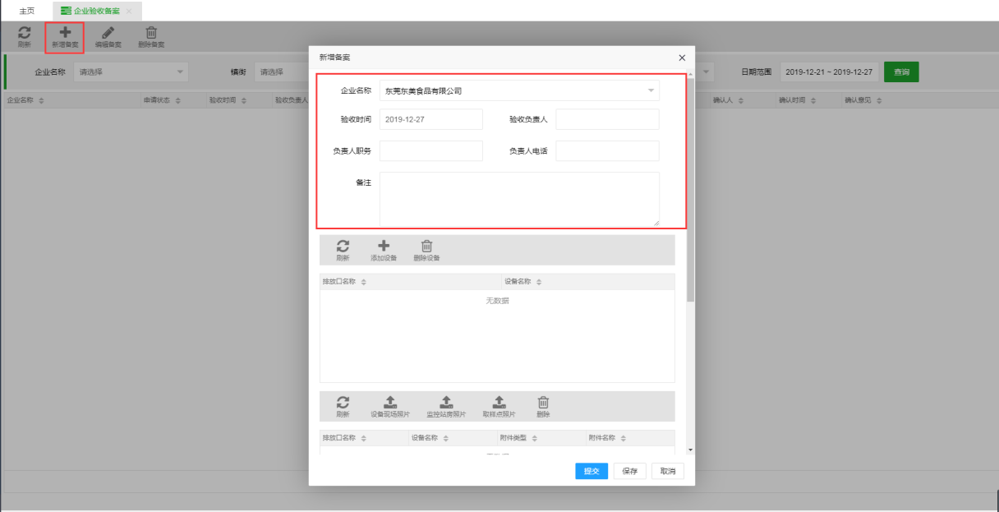 主页 企业验收备案
刷新 新增备案 编辑备案 删除备案
企业名称 请选择 镇街 请选择 日期范围 2019-12-21 ~ 2019-12-27 查询
企业名称 申请状态 验收时间 验收负责人 确认人 确认时间 确认意见
新增备案
企业名称 东莞东美食品有限公司
验收时间 2019-12-27 验收负责人
负责人职务 负责人电话
备注
刷新 添加设备 删除设备
排放口名称 设备名称
无数据
刷新 设备现场照片 监控站房照片 取样点照片 删除
排放口名称 设备名称 附件类型 附件名称
提交 保存 取消